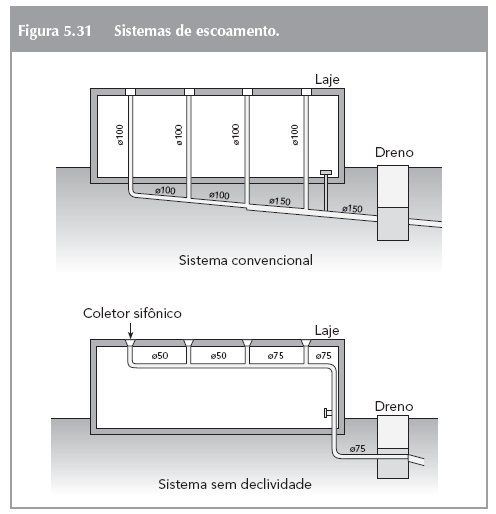 Figura 5.31 Sistemas de escoamento.
Laje
ø100 ø100 ø100 ø100
Dreno
ø100 ø100 ø150 ø150
Sistema convencional
Coletor sifônico
Laje
ø50 ø50 ø75 ø75
Dreno
ø75
Sistema sem declividade